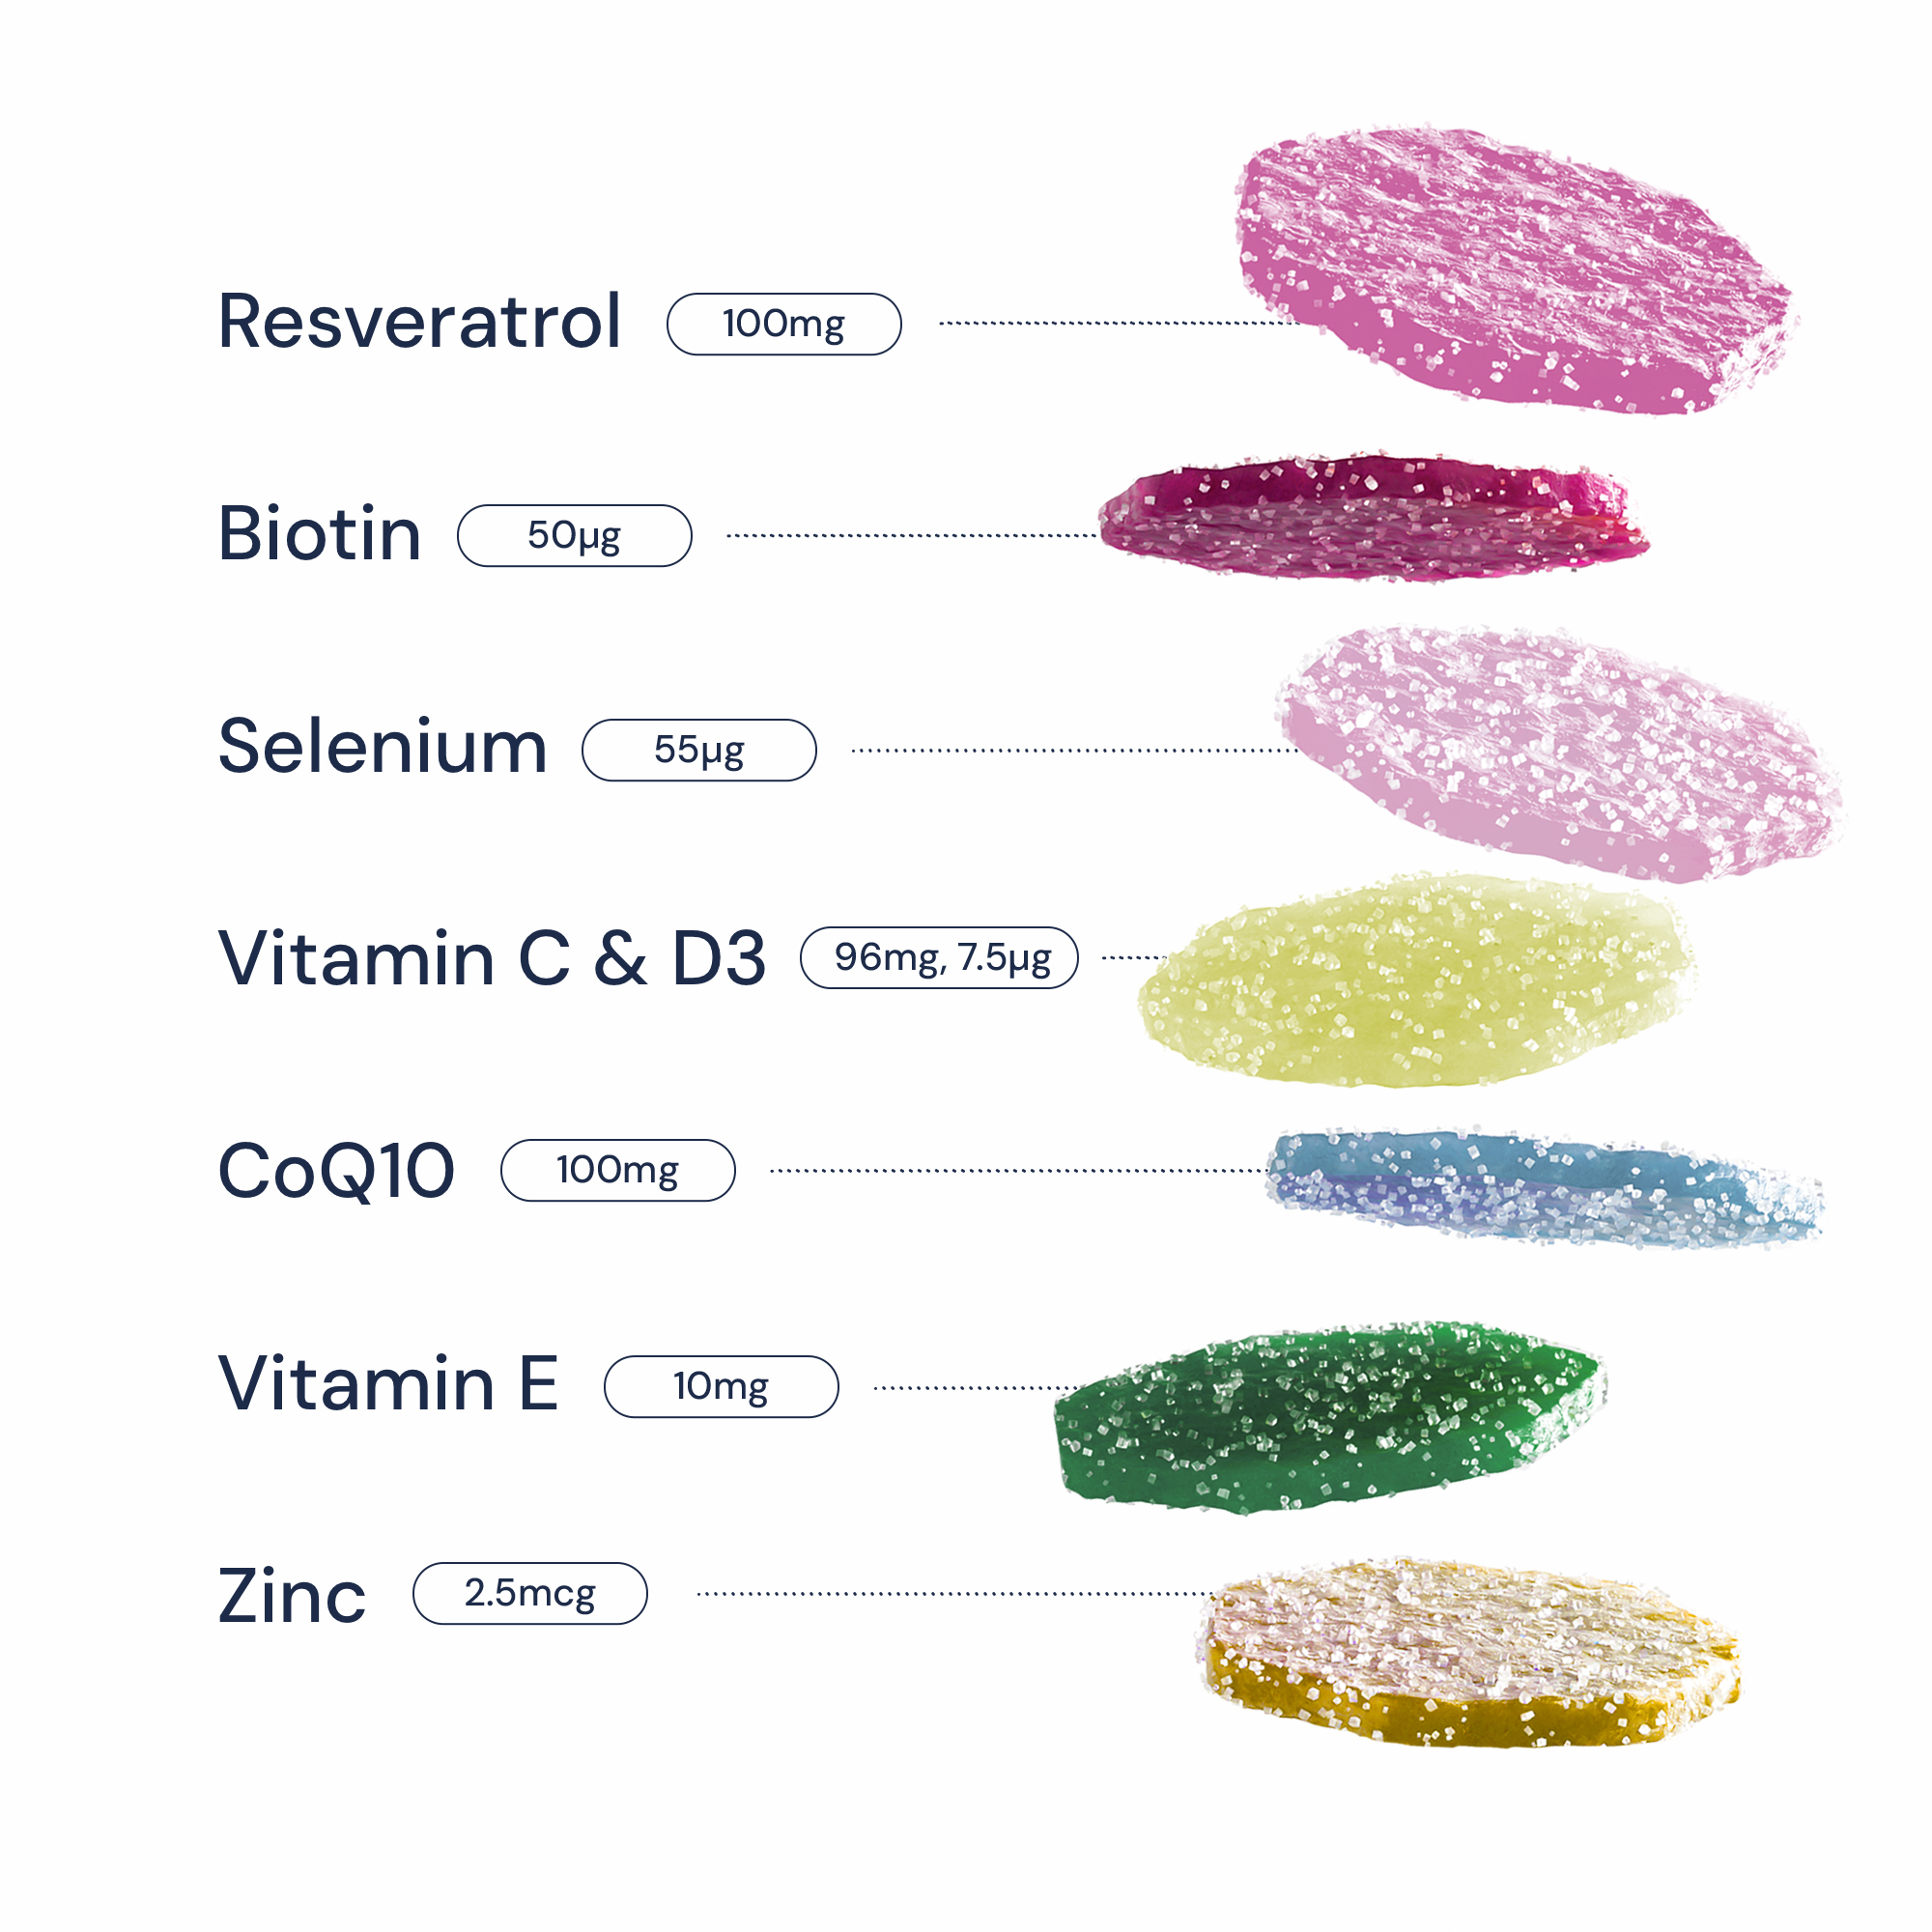 Resveratrol 100mg
Biotin 50µg
Selenium 55µg
Vitamin C & D3 96mg, 7.5µg
CoQ10 100mg
Vitamin E 10mg
Zinc 2.5mcg